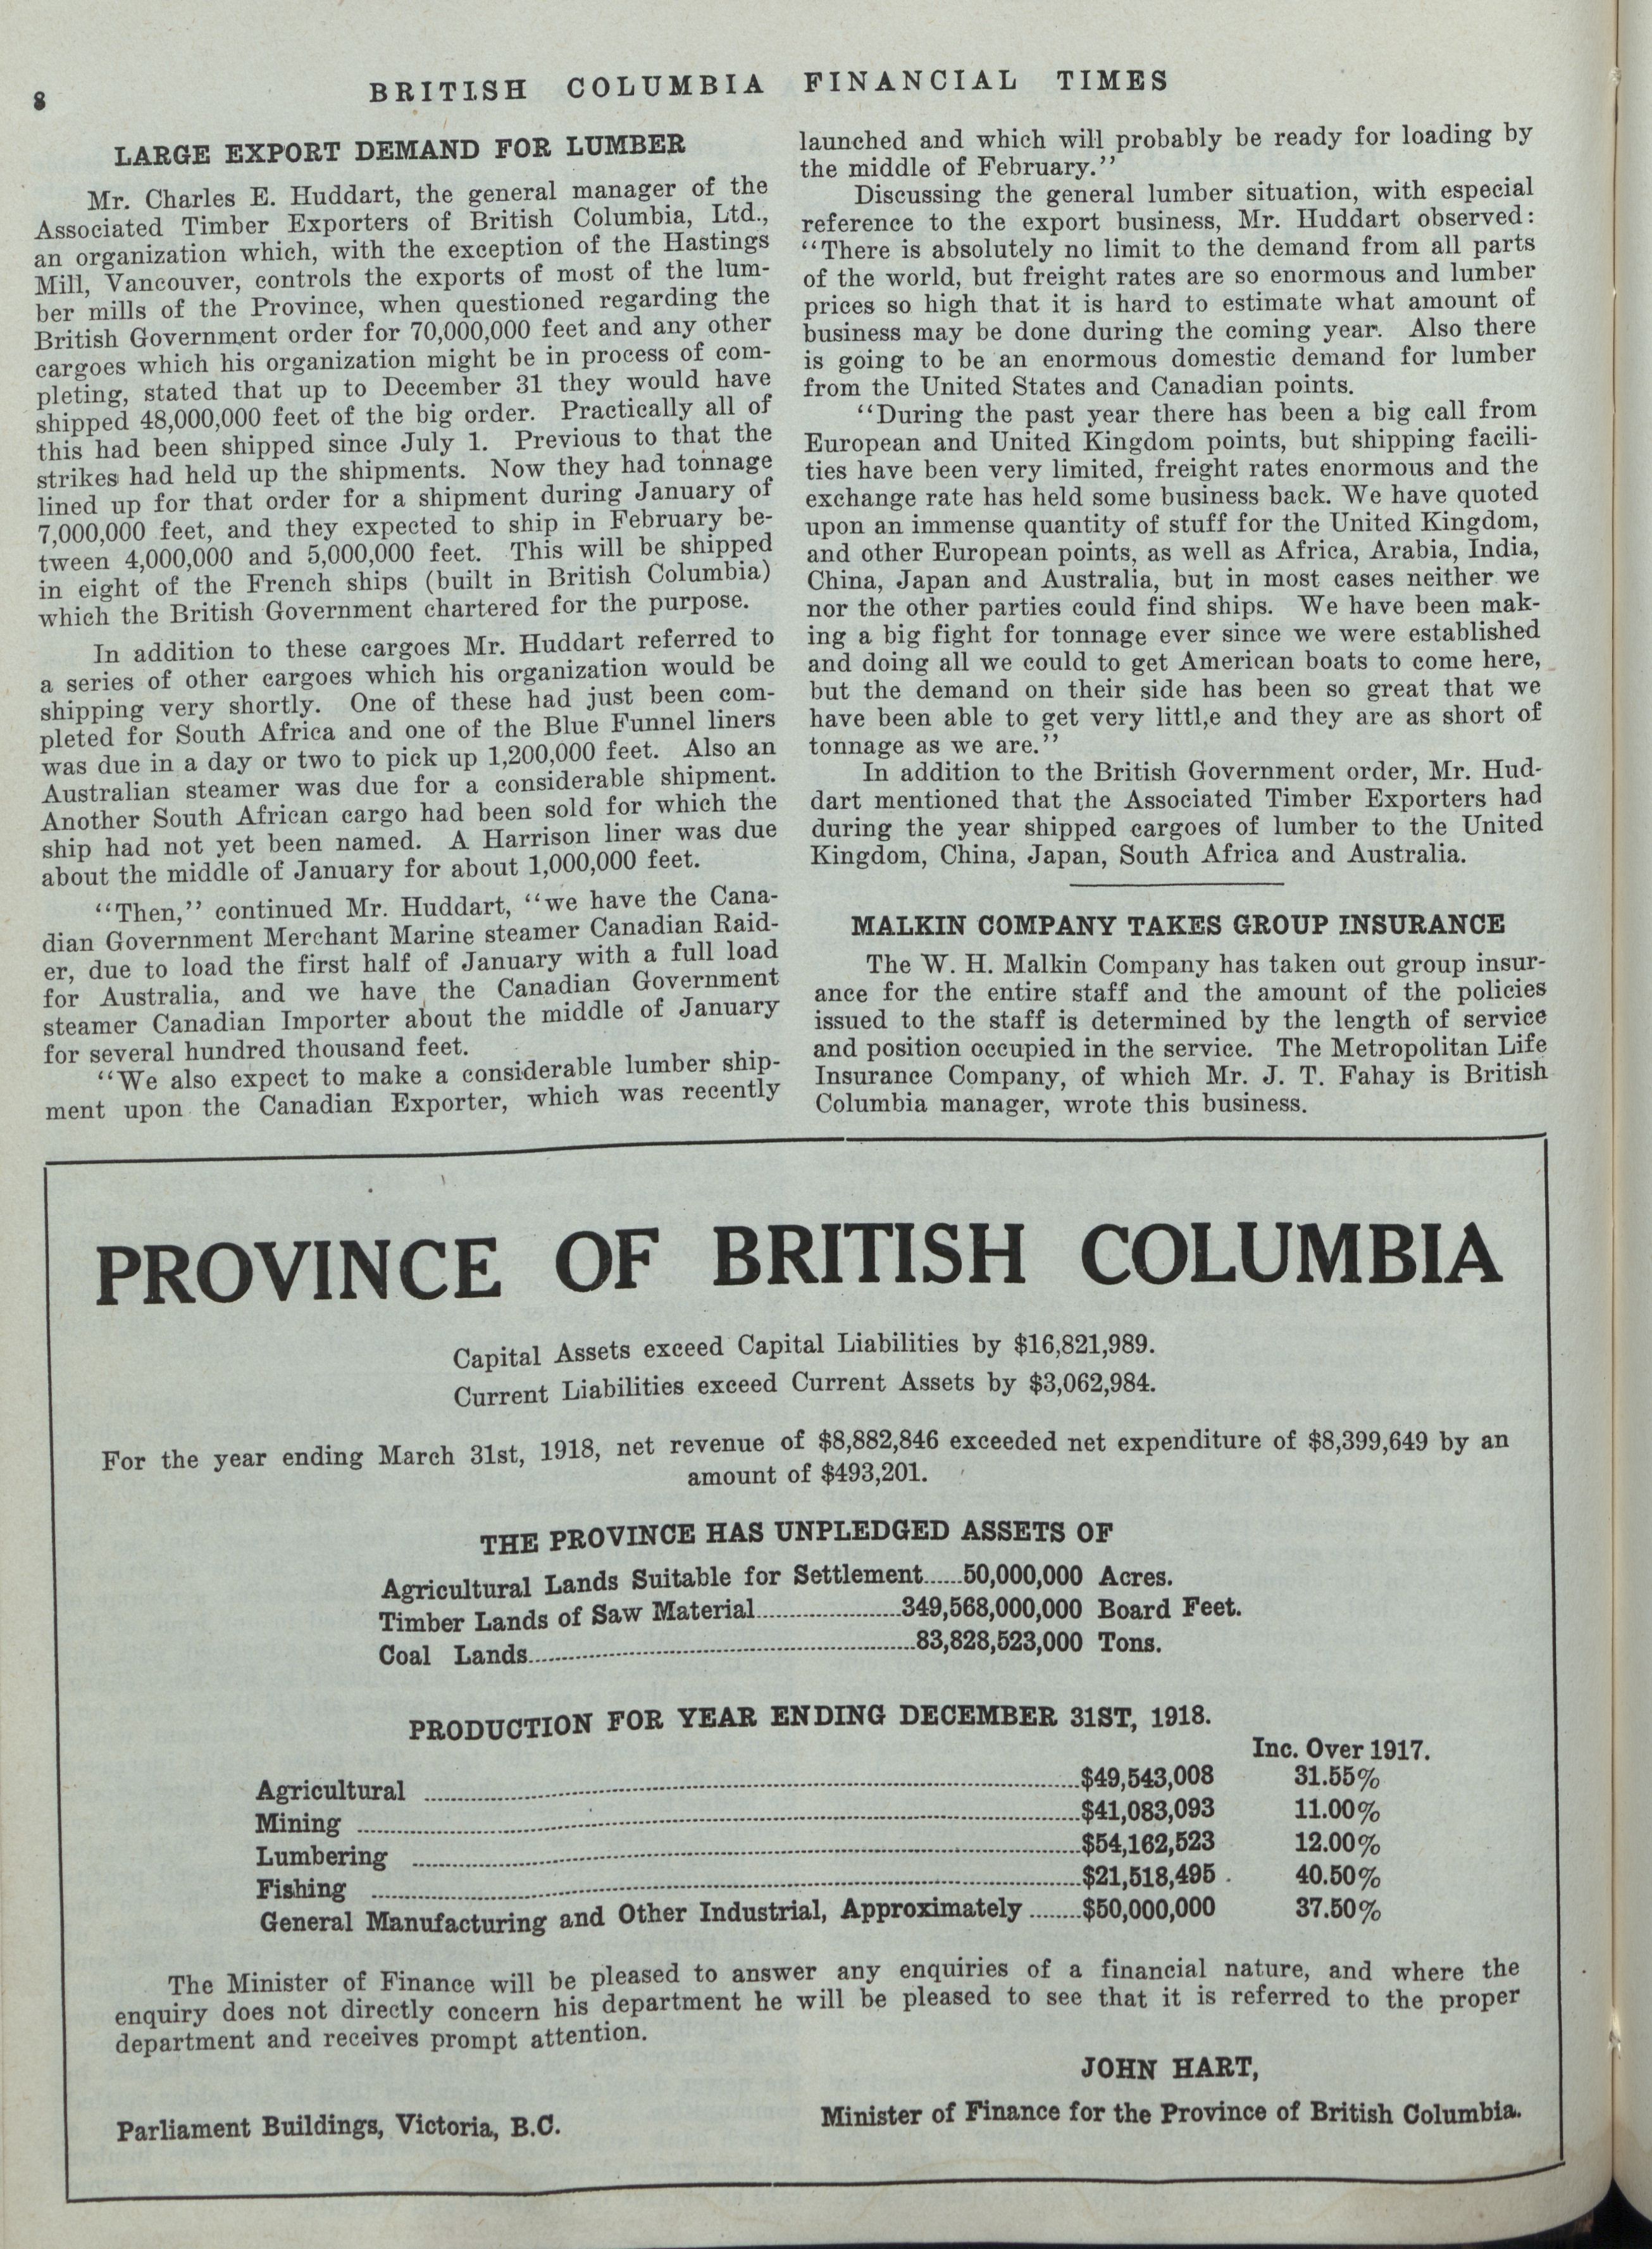 8
BRITISH COLUMBIA FINANCIAL TIMES
LARGE EXPORT DEMAND FOR LUMBER
Mr. Charles E. Huddart, the general manager of the
Associated Timber Exporters of British Columbia, Ltd.,
an organization which, with the exception of the Hastings
Mill, Vancouver, controls the exports of most of the lum-
ber mills of the Province, when questioned regarding the
British Government order for 70,000,000 feet and any other
cargoes which his organization might be in process of com-
pleting, stated that up to December 31 they would have
shipped 48,000,000 feet of the big order. Practically all of
this had been shipped since July 1. Previous to that the
strikes had held up the shipments. Now they had tonnage
lined up for that order for a shipment during January of
7,000,000 feet, and they expected to ship in February be-
tween 4,000,000 and 5,000,000 feet. This will be shipped
in eight of the French ships (built in British Columbia)
which the British Government chartered for the purpose.
In addition to these cargoes Mr. Huddart referred to
a series of other cargoes which his organization would be
shipping very shortly. One of these had just been com-
pleted for South Africa and one of the Blue Funnel liners
was due in a day or two to pick up 1,200,000 feet. Also an
Australian steamer was due for a considerable shipment.
Another South African cargo had been sold for which the
ship had not yet been named. A Harrison liner was due
about the middle of January for about 1,000,000 feet.
"Then," continued Mr. Huddart, "we have the Cana-
dian Government Merchant Marine steamer Canadian Raid-
er, due to load the first half of January with a full load
for Australia, and we have the Canadian Government
steamer Canadian Importer about the middle of January
for several hundred thousand feet.
"We also expect to make a considerable lumber ship-
ment upon the Canadian Exporter, which was recently
launched and which will probably be ready for loading by
the middle of February."
Discussing the general lumber situation, with especial
reference to the export business, Mr. Huddart observed:
"There is absolutely no limit to the demand from all parts
of the world, but freight rates are so enormous and lumber
prices so high that it is hard to estimate what amount of
business may be done during the coming year. Also there
is going to be an enormous domestic demand for lumber
from the United States and Canadian points.
"During the past year there has been a big call from
European and United Kingdom points, but shipping facili-
ties have been very limited, freight rates enormous and the
exchange rate has held some business back. We have quoted
upon an immense quantity of stuff for the United Kingdom,
and other European points, as well as Africa, Arabia, India,
China, Japan and Australia, but in most cases neither we
nor the other parties could find ships. We have been mak-
ing a big fight for tonnage ever since we were established
and doing all we could to get American boats to come here,
but the demand on their side has been so great that we
have been able to get very littl,e and they are as short of
tonnage as we are."
In addition to the British Government order, Mr. Hud-
dart mentioned that the Associated Timber Exporters had
during the year shipped cargoes of lumber to the United
Kingdom, China, Japan, South Africa and Australia.
MALKIN COMPANY TAKES GROUP INSURANCE
The W. H. Malkin Company has taken out group insur-
ance for the entire staff and the amount of the policies
issued to the staff is determined by the length of service
and position occupied in the service. The Metropolitan Life
Insurance Company, of which Mr. J. T. Fahay is British
Columbia manager, wrote this business.
PROVINCE OF BRITISH COLUMBIA
Capital Assets exceed Capital Liabilities by $16,821,989.
Current Liabilities exceed Current Assets by $3,062,984.
For the year ending March 31st, 1918, net revenue of $8,882,846 exceeded net expenditure of $8,399,649 by an
amount of $493,201.
THE PROVINCE HAS UNPLEDGED ASSETS OF
Agricultural Lands Suitable for Settlement......50,000,000 Acres.
Timber Lands of Saw Material......................349,568,000,000 Board Feet.
Coal Lands..........................................83,828,523,000 Tons.
PRODUCTION FOR YEAR ENDING DECEMBER 31ST, 1918.
Inc. Over 1917.
Agricultural ..........................................$49,543,008 31.55%
Mining ..........................................$41,083,093 11.00%
Lumbering ..........................................$54,162,523 12.00%
Fishing ..........................................$21,518,495 40.50%
General Manufacturing and Other Industrial, Approximately ........$50,000,000 37.50%
The Minister of Finance will be pleased to answer any enquiries of a financial nature, and where the
enquiry does not directly concern his department he will be pleased to see that it is referred to the proper
department and receives prompt attention.
JOHN HART,
Minister of Finance for the Province of British Columbia.
Parliament Buildings, Victoria, B.C.